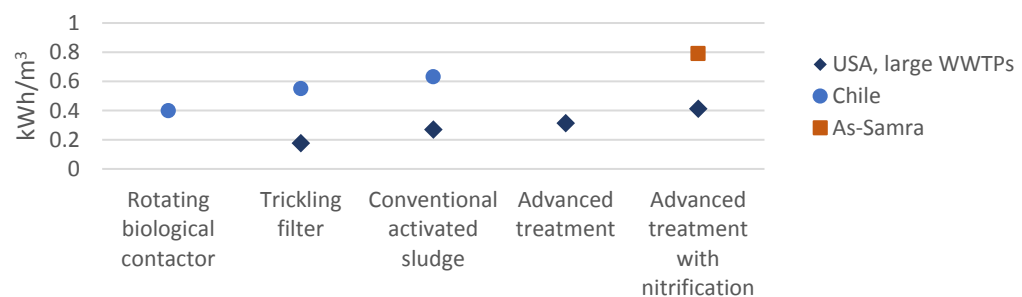 1
0.8
0.6
0.4
0.2
0
kWh/m³
Rotating
biological
contactor
Trickling
filter
Conventional
activated
sludge
Advanced
treatment
Advanced
treatment
with
nitrification
USA, large WWTPs
Chile
As-Samra